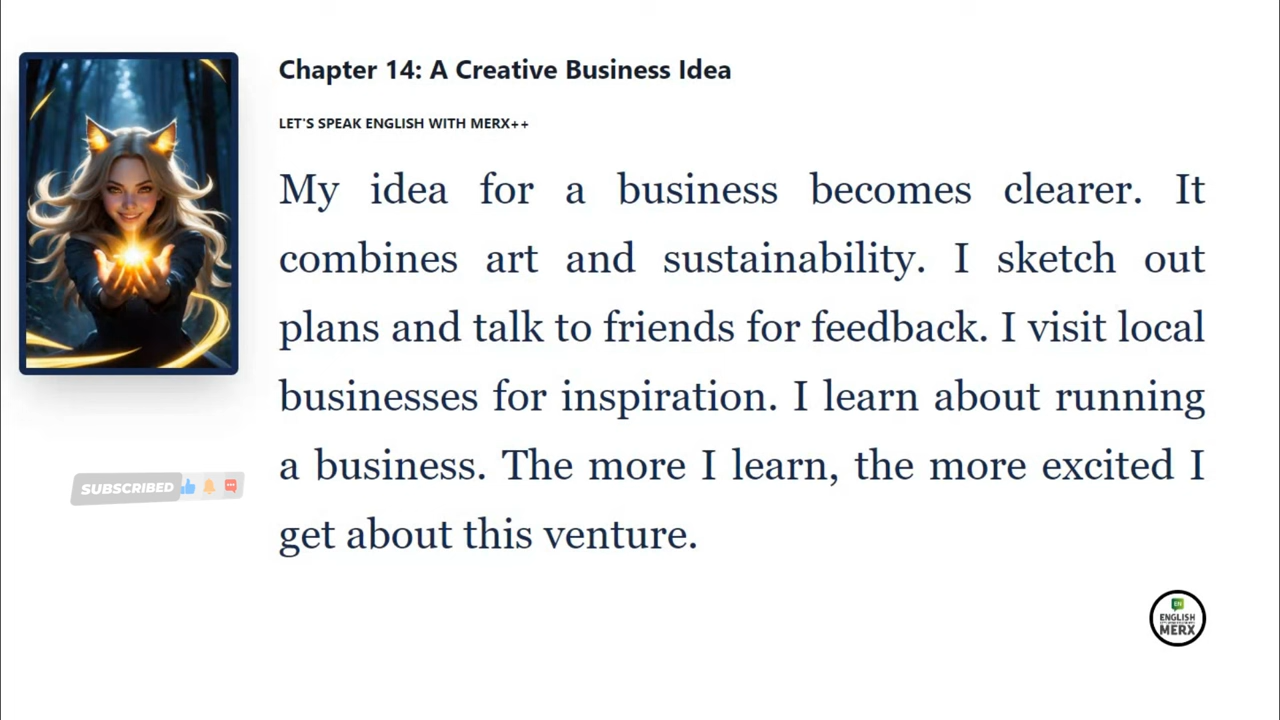 Chapter 14: A Creative Business Idea
LET'S SPEAK ENGLISH WITH MERX++
My idea for a business becomes clearer. It
combines art and sustainability. I sketch out
plans and talk to friends for feedback. I visit local
businesses for inspiration. I learn about running
a business. The more I learn, the more excited I
get about this venture.
SUBSCRIBED
EN
ENGLISH
MERX